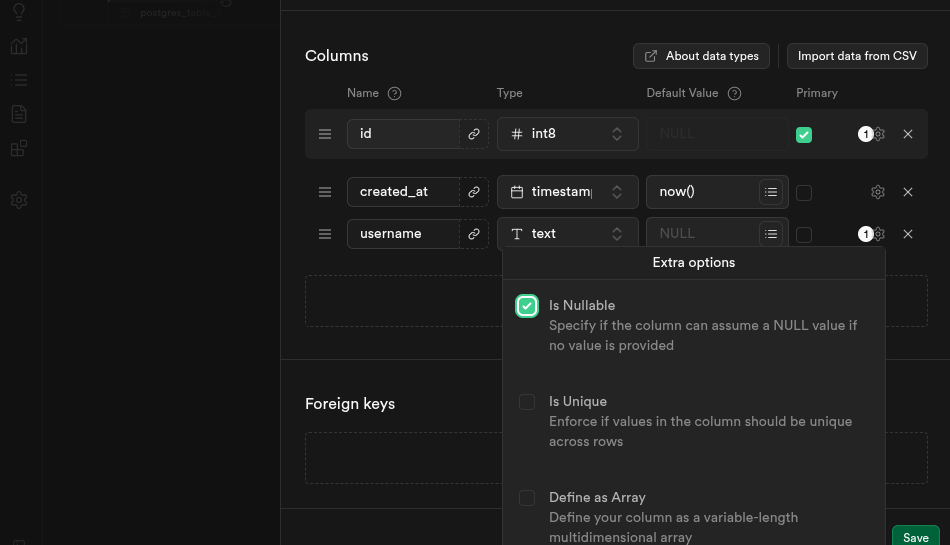 postgres_table_
Columns
About data types
Import data from CSV
Name
Type
Default Value
Primary
id
int8
NULL
1
created_at
timestam
now()
username
text
NULL
1
Extra options
Is Nullable
Specify if the column can assume a NULL value if
no value is provided
Is Unique
Enforce if values in the column should be unique
across rows
Foreign keys
Define as Array
Define your column as a variable-length
multidimensional array
Save